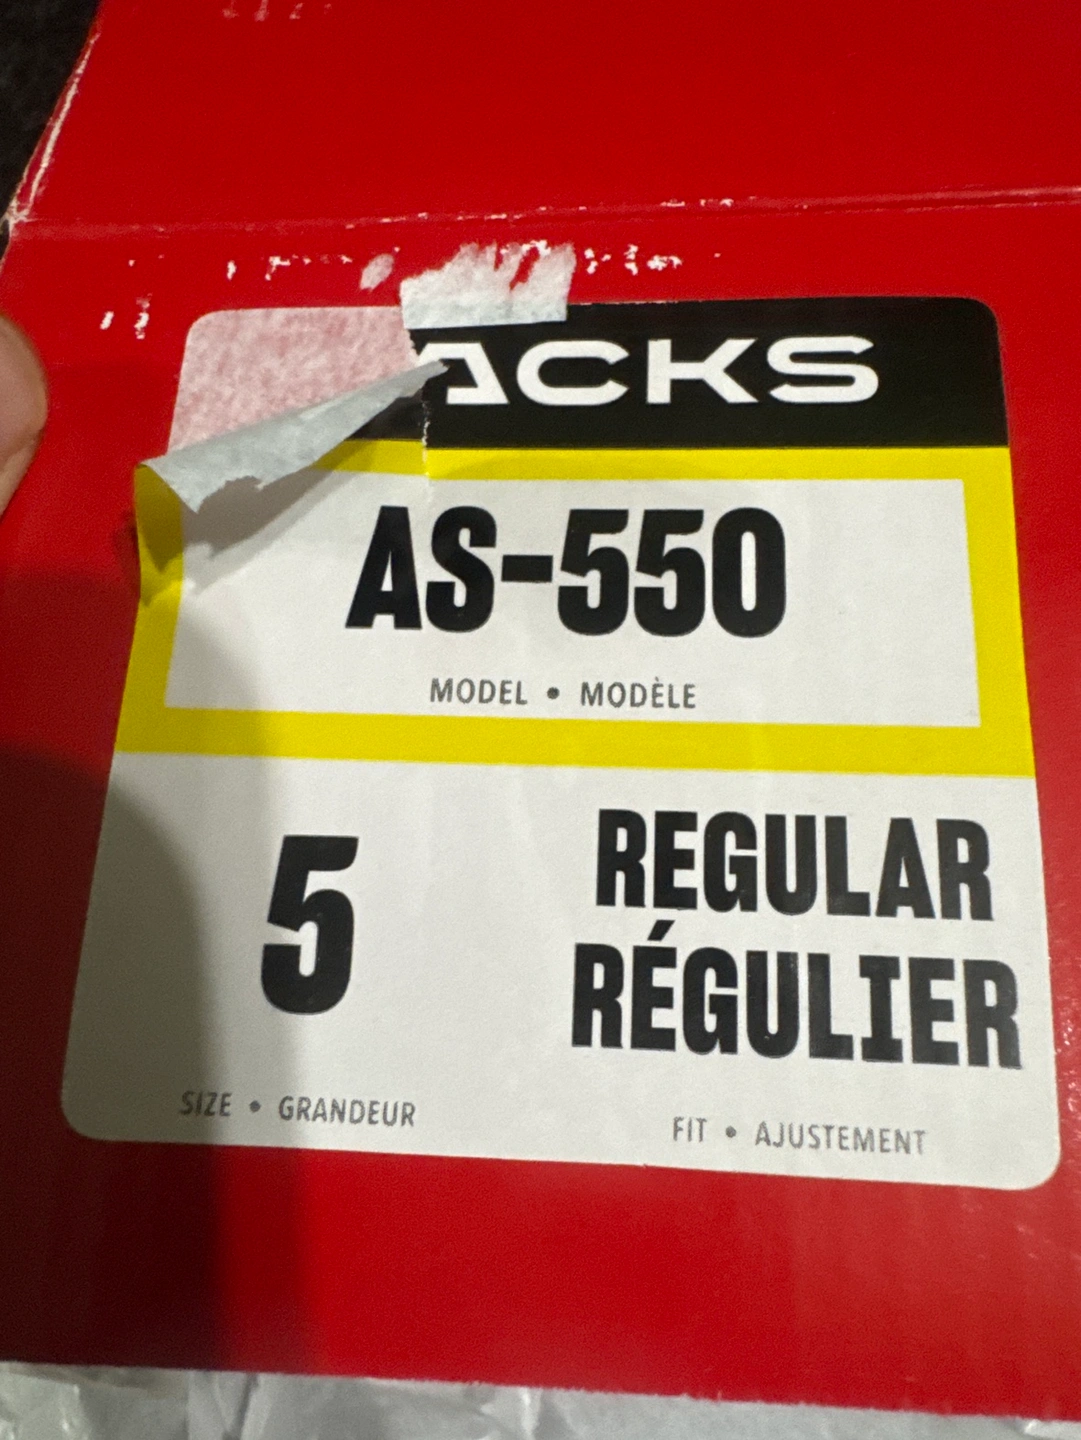 ACKS
AS-550
MODEL • MODÈLE
5
REGULAR
RÉGULIER
SIZE • GRANDEUR
FIT • AJUSTEMENT